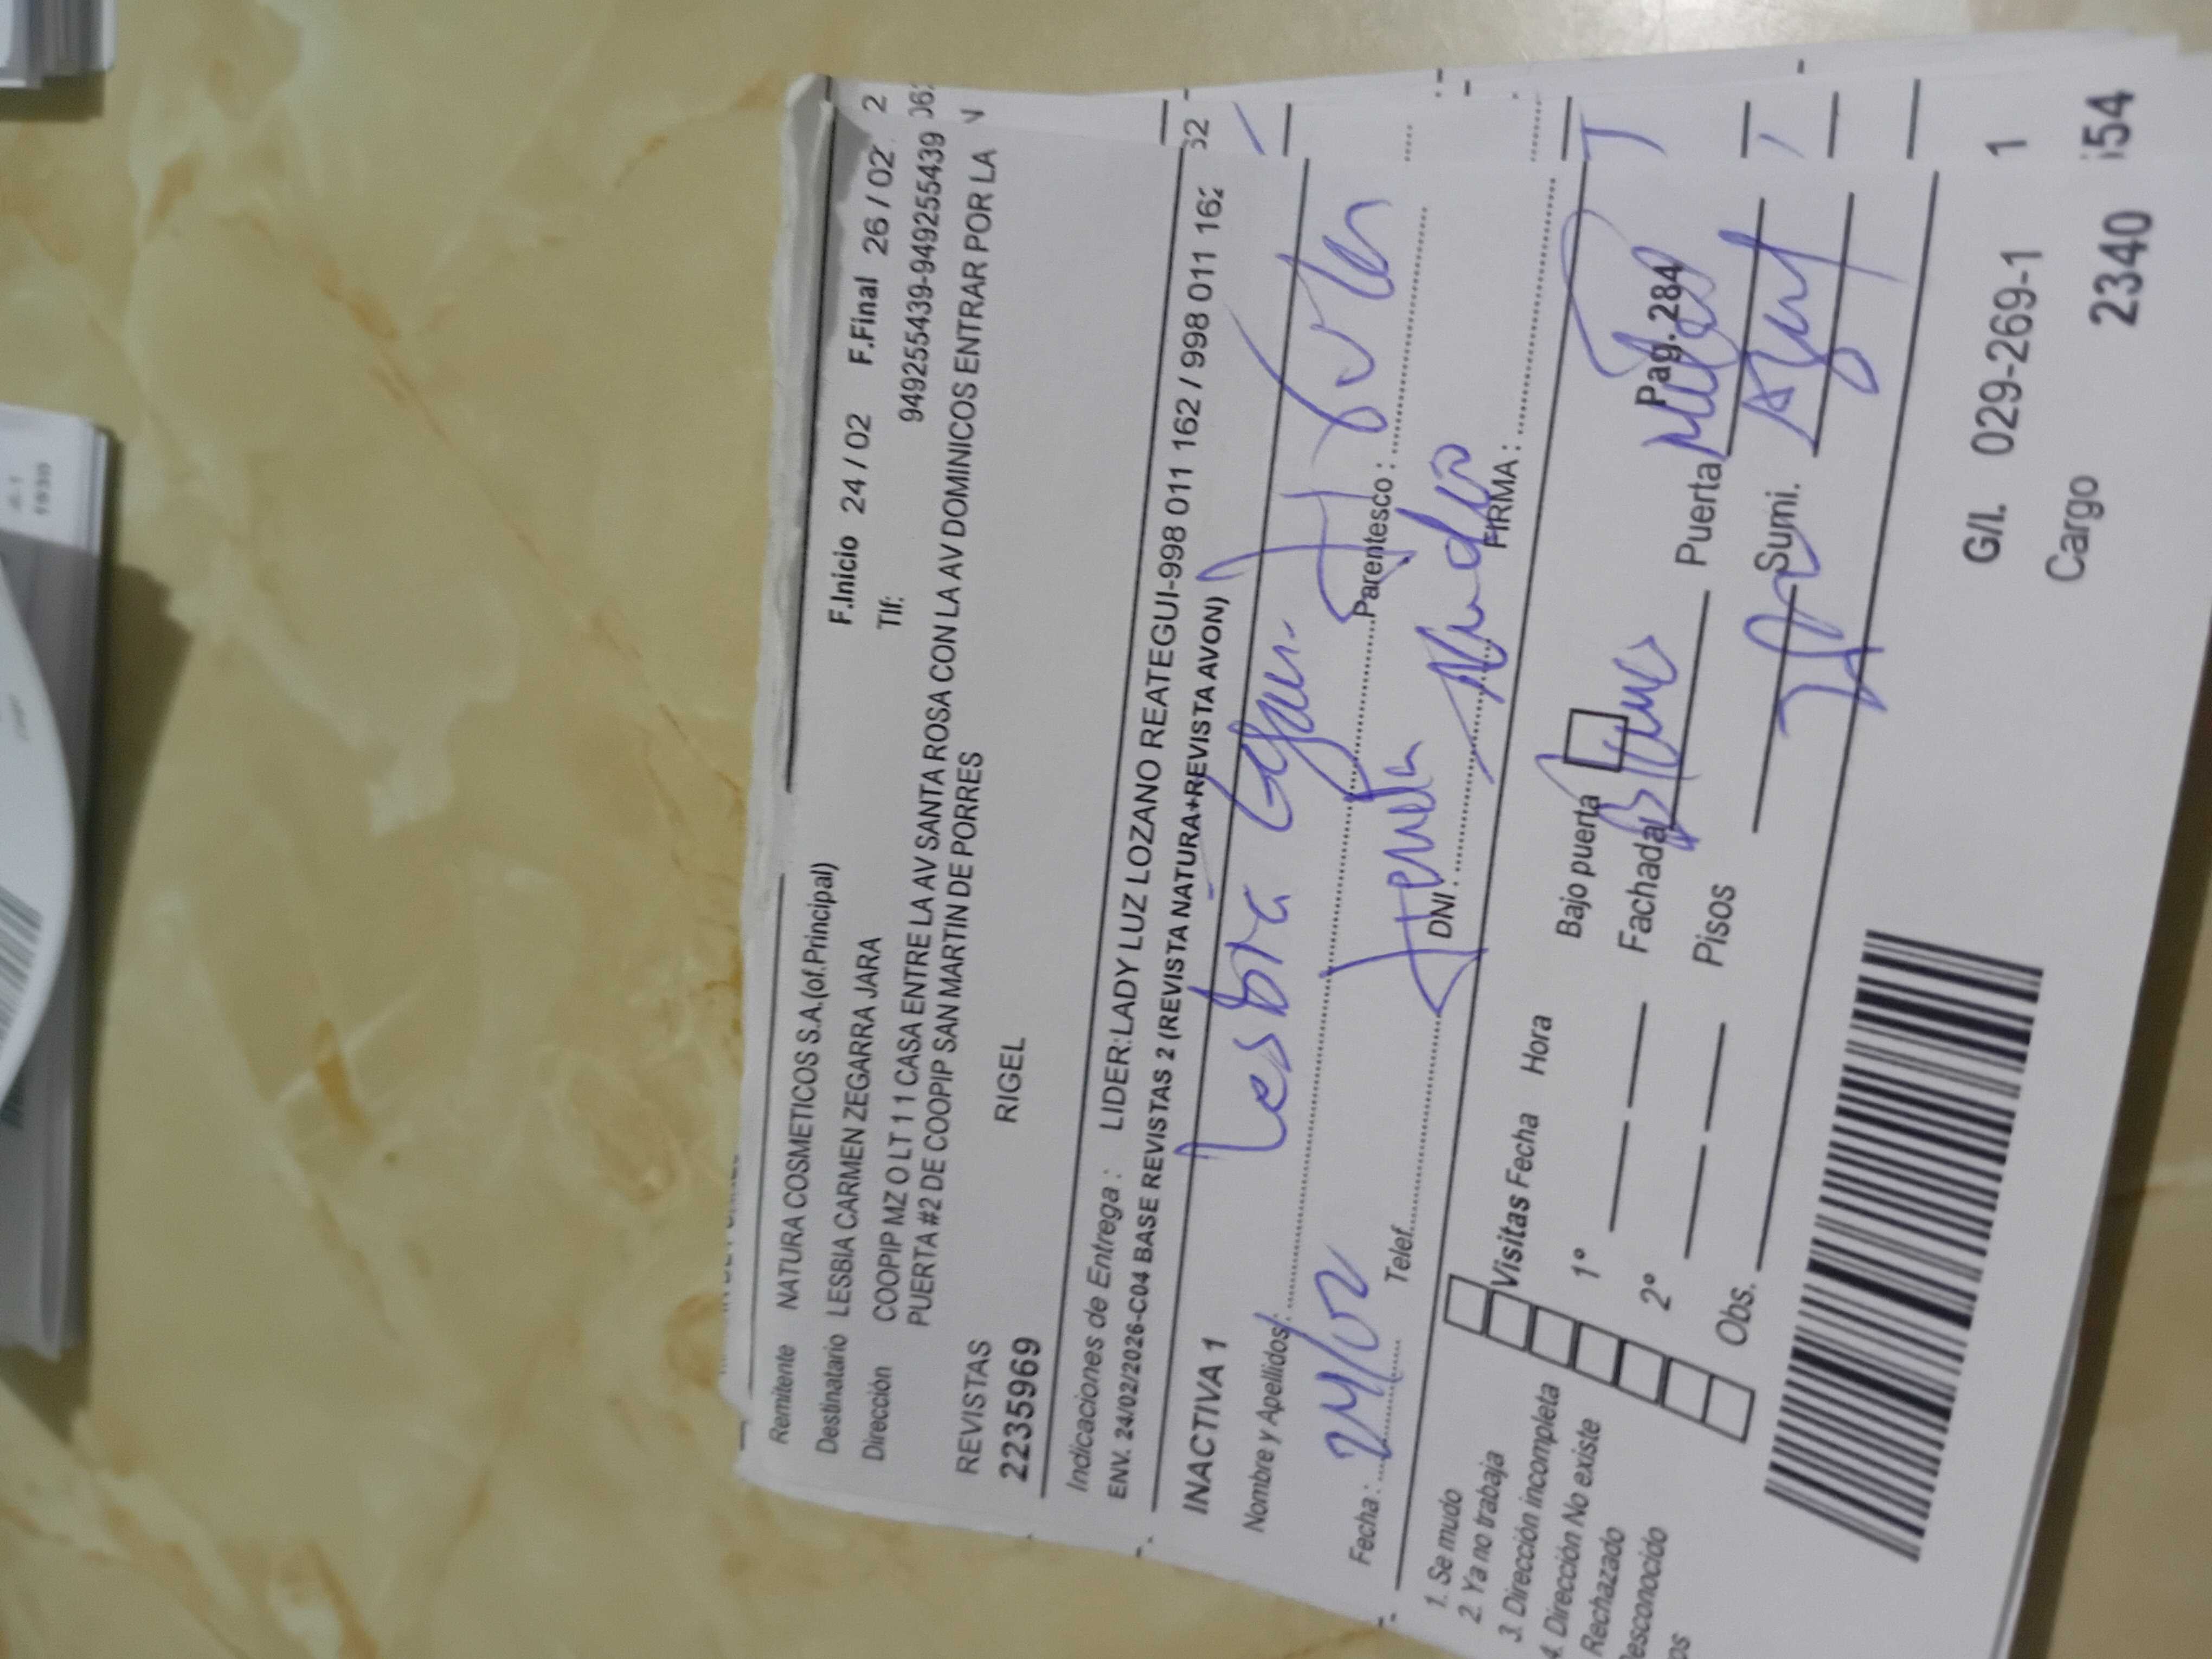 Remitente NATURA COSMETICOS S.A.(of.Principal) F.Inicio 24 / 02 F.Final 26 / 02
Destinatario LESBIA CARMEN ZEGARRA JARA Tlf: 949255439-949255439
Dirección COOPIP MZ O LT 1 1 CASA ENTRE LA AV SANTA ROSA CON LA AV DOMINICOS ENTRAR POR LA
PUERTA #2 DE COOPIP SAN MARTIN DE PORRES
REVISTAS
2235969 RIGEL
Indicaciones de Entrega : LIDER:LADY LUZ LOZANO REATEGUI-998 011 162 / 998 011 162
ENV. 24/02/2026-C04 BASE REVISTAS 2 (REVISTA NATURA+REVISTA AVON)
INACTIVA 1
Lesbia
Nombre y Apellidos:
24/02
Fecha : Telef. Parentesco :
Tienda
DNI : FIRMA :
1. Se mudo
2. Ya no trabaja
3. Dirección incompleta
4. Dirección No existe
Rechazado
Desconocido
Visitas Fecha Hora Bajo puerta Pag. 284
1° Fachada Puerta
2° Pisos Sumi.
Obs.
G/I. 029-269-1 1
Cargo 2340 i54